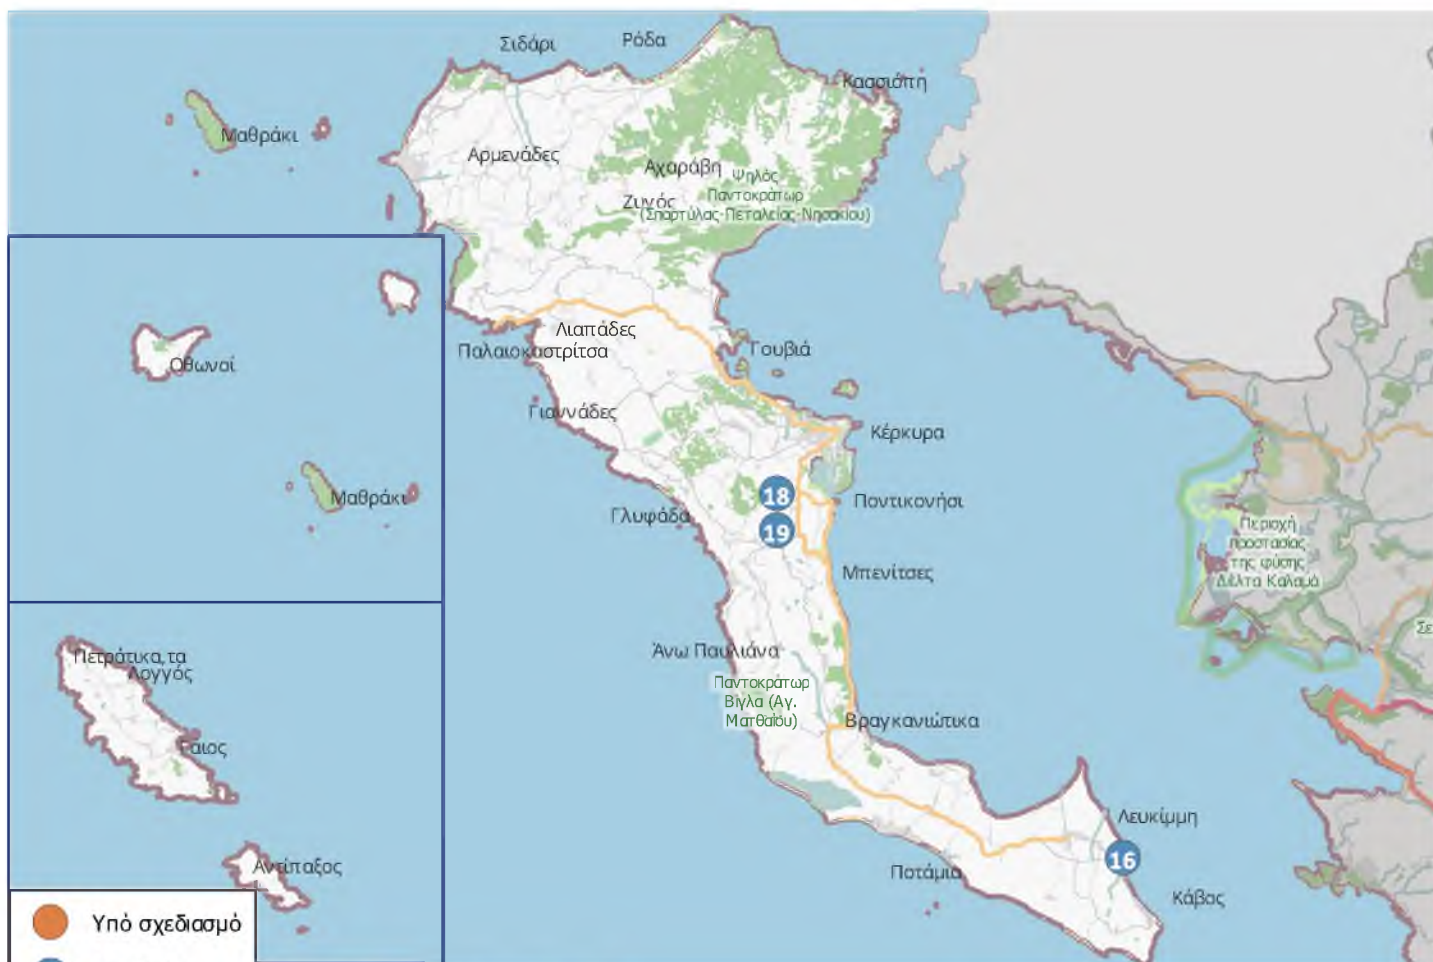 Σιδάρι
Ρόδα
Κασσιόπη
Μαθράκι
Αρμενάδες
Αχαράβη
Ψηλός
Παντοκράτωρ
(Σπαρτύλας-Πεταλείας-Νησακίου)
Ζυγός
Λιαπάδες
Παλαιοκαστρίτσα
Γουβιά
Οθωνοί
Γιαννάδες
Κέρκυρα
Μαθράκι
18
Ποντικονήσι
Γλυφάδα
19
Περιοχή
προστασίας
της φύσης
Δέλτα Καλαμά
Μπενίτσες
Σε
Άνω Παυλιάνα
Πετράτικα, τα
Λογγός
Παντοκράτωρ
Βίγλα (Αγ.
Ματθαίου)
Βραγκανιώτικα
Γάιος
Λευκίμμη
16
Αντίπαξος
Ποτάμια
Κάβος
Υπό σχεδιασμό